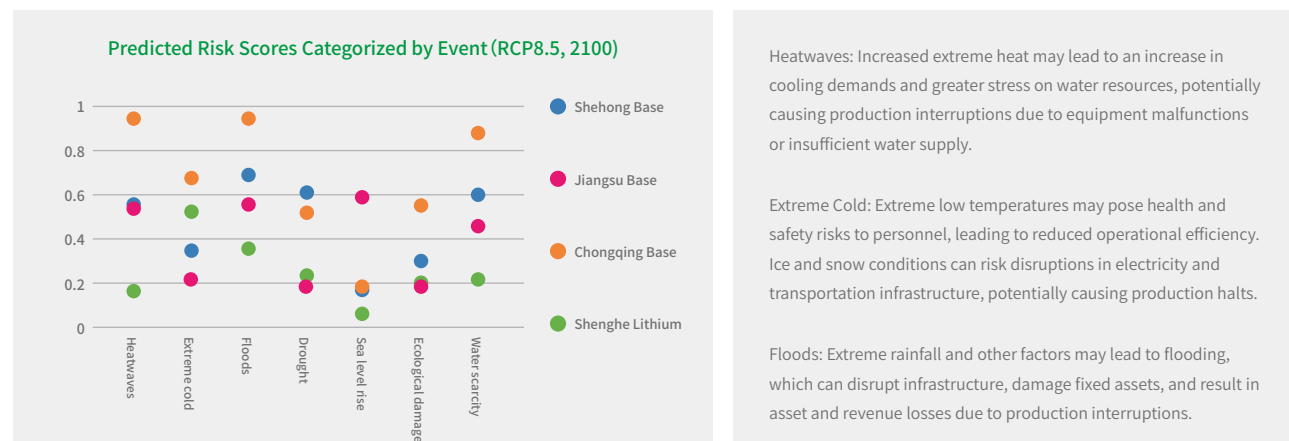 Predicted Risk Scores Categorized by Event (RCP8.5, 2100)
1
0.8
0.6
0.4
0.2
0
Heatwaves
Extreme cold
Floods
Drought
Sea level rise
Ecological damage
Water scarcity
Shehong Base
Jiangsu Base
Chongqing Base
Shenghe Lithium
Heatwaves: Increased extreme heat may lead to an increase in
cooling demands and greater stress on water resources, potentially
causing production interruptions due to equipment malfunctions
or insufficient water supply.
Extreme Cold: Extreme low temperatures may pose health and
safety risks to personnel, leading to reduced operational efficiency.
Ice and snow conditions can risk disruptions in electricity and
transportation infrastructure, potentially causing production halts.
Floods: Extreme rainfall and other factors may lead to flooding,
which can disrupt infrastructure, damage fixed assets, and result in
asset and revenue losses due to production interruptions.